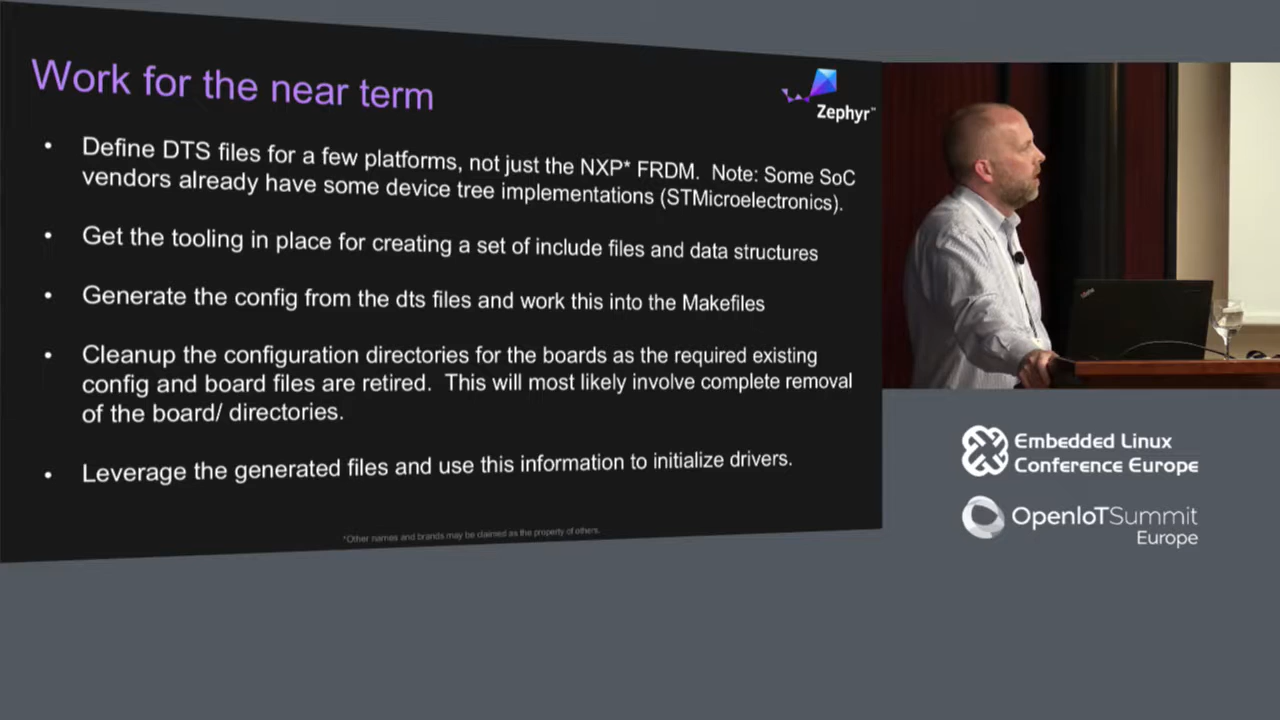 Work for the near term
Zephyr™
• Define DTS files for a few platforms, not just the NXP* FRDM. Note: Some SoC
vendors already have some device tree implementations (STMicroelectronics).
• Get the tooling in place for creating a set of include files and data structures
• Generate the config from the dts files and work this into the Makefiles
• Cleanup the configuration directories for the boards as the required existing
config and board files are retired. This will most likely involve complete removal
of the board/ directories.
• Leverage the generated files and use this information to initialize drivers.
*Other names and brands may be claimed as the property of others.
Embedded Linux
Conference Europe
OpenIoTSummit
Europe